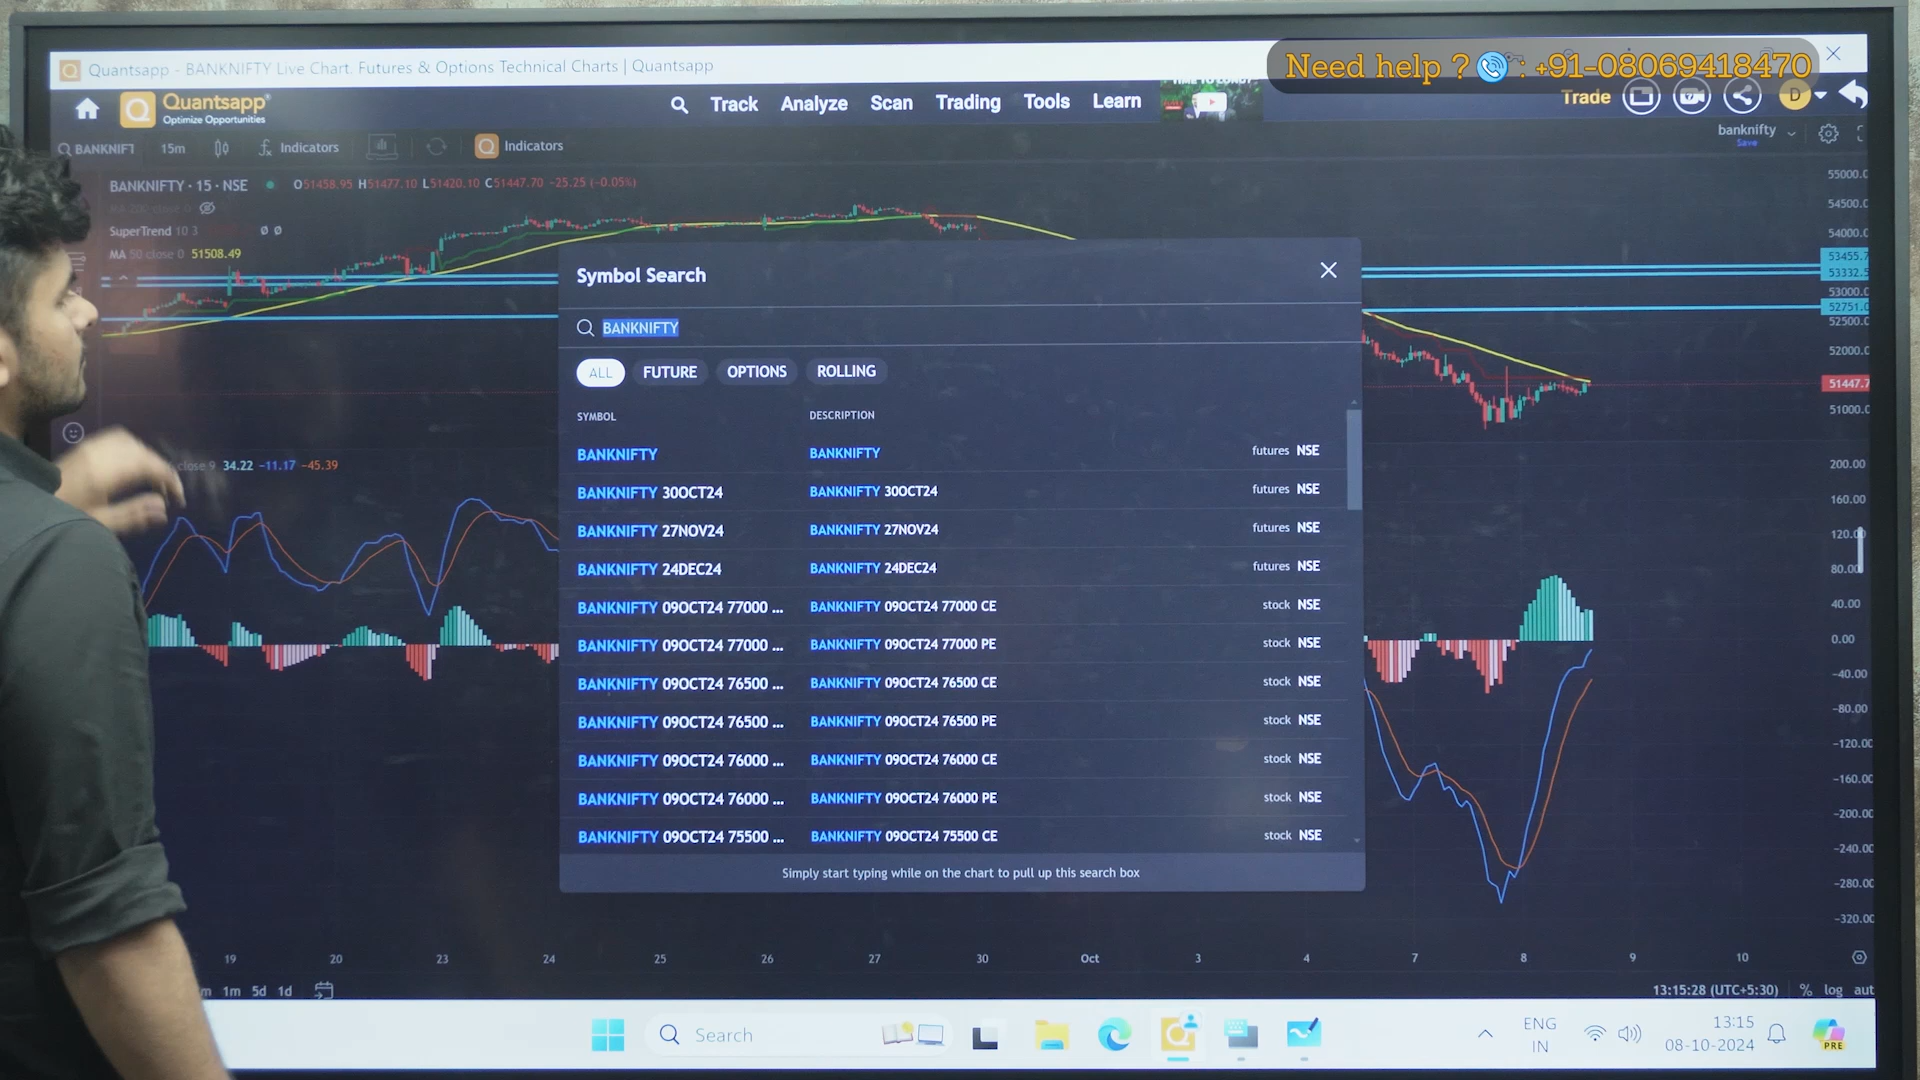 Quantsapp - BANKNIFTY Live Chart. Futures & Options Technical Charts | Quantsapp
Need help ? : +91-08069418470
Quantsapp
Optimize Opportunities
Track Analyze Scan Trading Tools Learn
Trade
D
BANKNIFT 15m Indicators Indicators
banknifty
Save
BANKNIFTY · 15 · NSE O51458.95 H51477.10 L51420.10 C51447.70 -25.25 (-0.05%)
MA 200 close 0
SuperTrend 10 3
MA 50 close 0 51508.49
close 9 34.22 -11.17 -45.39
Symbol Search
BANKNIFTY
ALL FUTURE OPTIONS ROLLING
SYMBOL DESCRIPTION
BANKNIFTY BANKNIFTY futures NSE
BANKNIFTY 30OCT24 BANKNIFTY 30OCT24 futures NSE
BANKNIFTY 27NOV24 BANKNIFTY 27NOV24 futures NSE
BANKNIFTY 24DEC24 BANKNIFTY 24DEC24 futures NSE
BANKNIFTY 09OCT24 77000 ... BANKNIFTY 09OCT24 77000 CE stock NSE
BANKNIFTY 09OCT24 77000 ... BANKNIFTY 09OCT24 77000 PE stock NSE
BANKNIFTY 09OCT24 76500 ... BANKNIFTY 09OCT24 76500 CE stock NSE
BANKNIFTY 09OCT24 76500 ... BANKNIFTY 09OCT24 76500 PE stock NSE
BANKNIFTY 09OCT24 76000 ... BANKNIFTY 09OCT24 76000 CE stock NSE
BANKNIFTY 09OCT24 76000 ... BANKNIFTY 09OCT24 76000 PE stock NSE
BANKNIFTY 09OCT24 75500 ... BANKNIFTY 09OCT24 75500 CE stock NSE
Simply start typing while on the chart to pull up this search box
55000.0
54500.0
54000.0
53455.7
53332.5
53000.0
52751.0
52500.0
52000.0
51447.7
51000.0
200.00
160.00
120.0
80.00
40.00
0.00
-40.00
-80.00
-120.00
-160.00
-200.00
-240.00
-280.00
-320.00
19 20 23 24 25 26 27 30 Oct 3 4 7 8 9 10
m 1m 5d 1d
13:15:28 (UTC+5:30) % log aut
Search
ENG
IN
13:15
08-10-2024
PRE